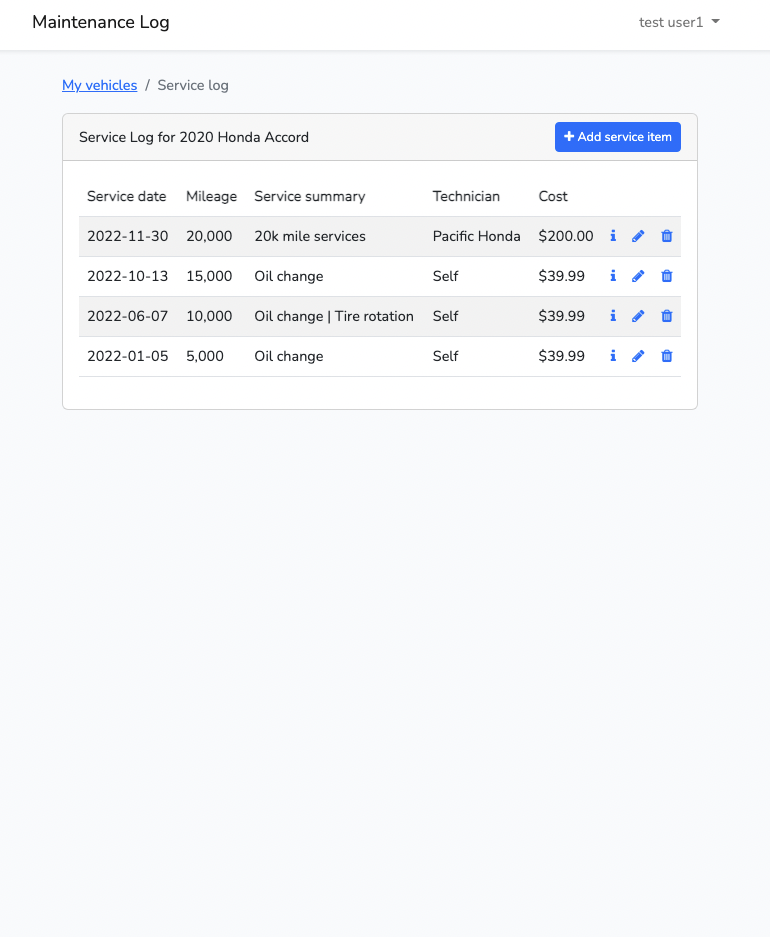 Maintenance Log
test user1
My vehicles / Service log
Service Log for 2020 Honda Accord
Add service item
Service date Mileage Service summary Technician Cost
2022-11-30 20,000 20k mile services Pacific Honda $200.00
2022-10-13 15,000 Oil change Self $39.99
2022-06-07 10,000 Oil change | Tire rotation Self $39.99
2022-01-05 5,000 Oil change Self $39.99